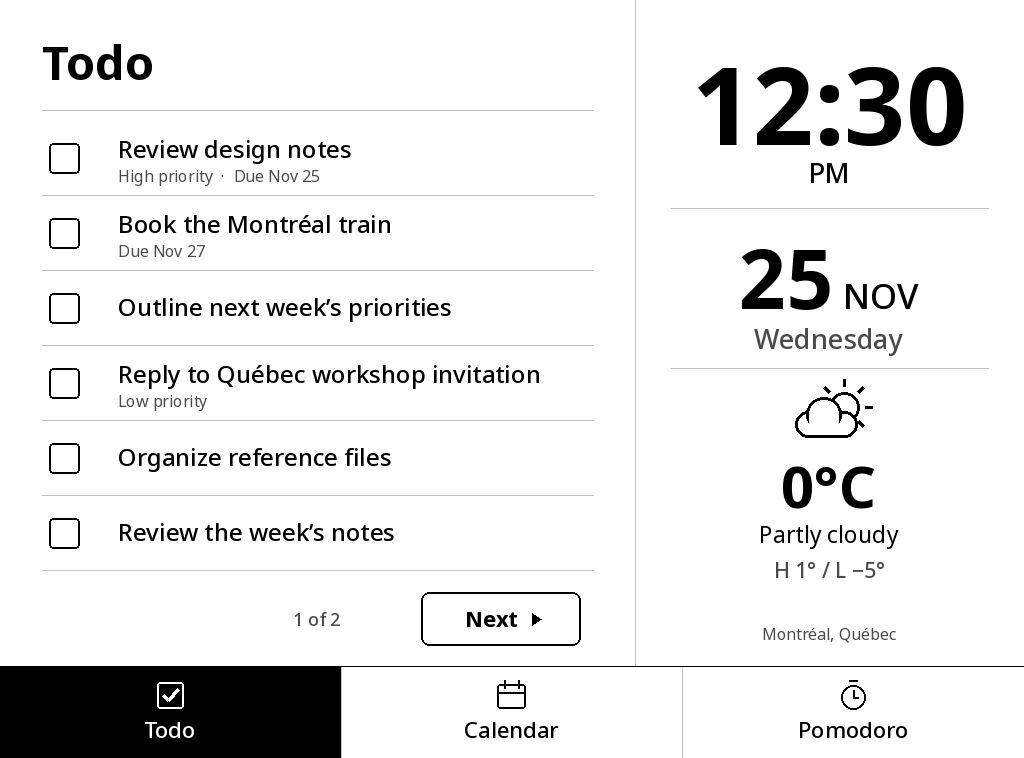 Todo
Review design notes
High priority · Due Nov 25
Book the Montréal train
Due Nov 27
Outline next week’s priorities
Reply to Québec workshop invitation
Low priority
Organize reference files
Review the week’s notes
1 of 2
Next
12:30
PM
25 NOV
Wednesday
0°C
Partly cloudy
H 1° / L −5°
Montréal, Québec
Todo
Calendar
Pomodoro